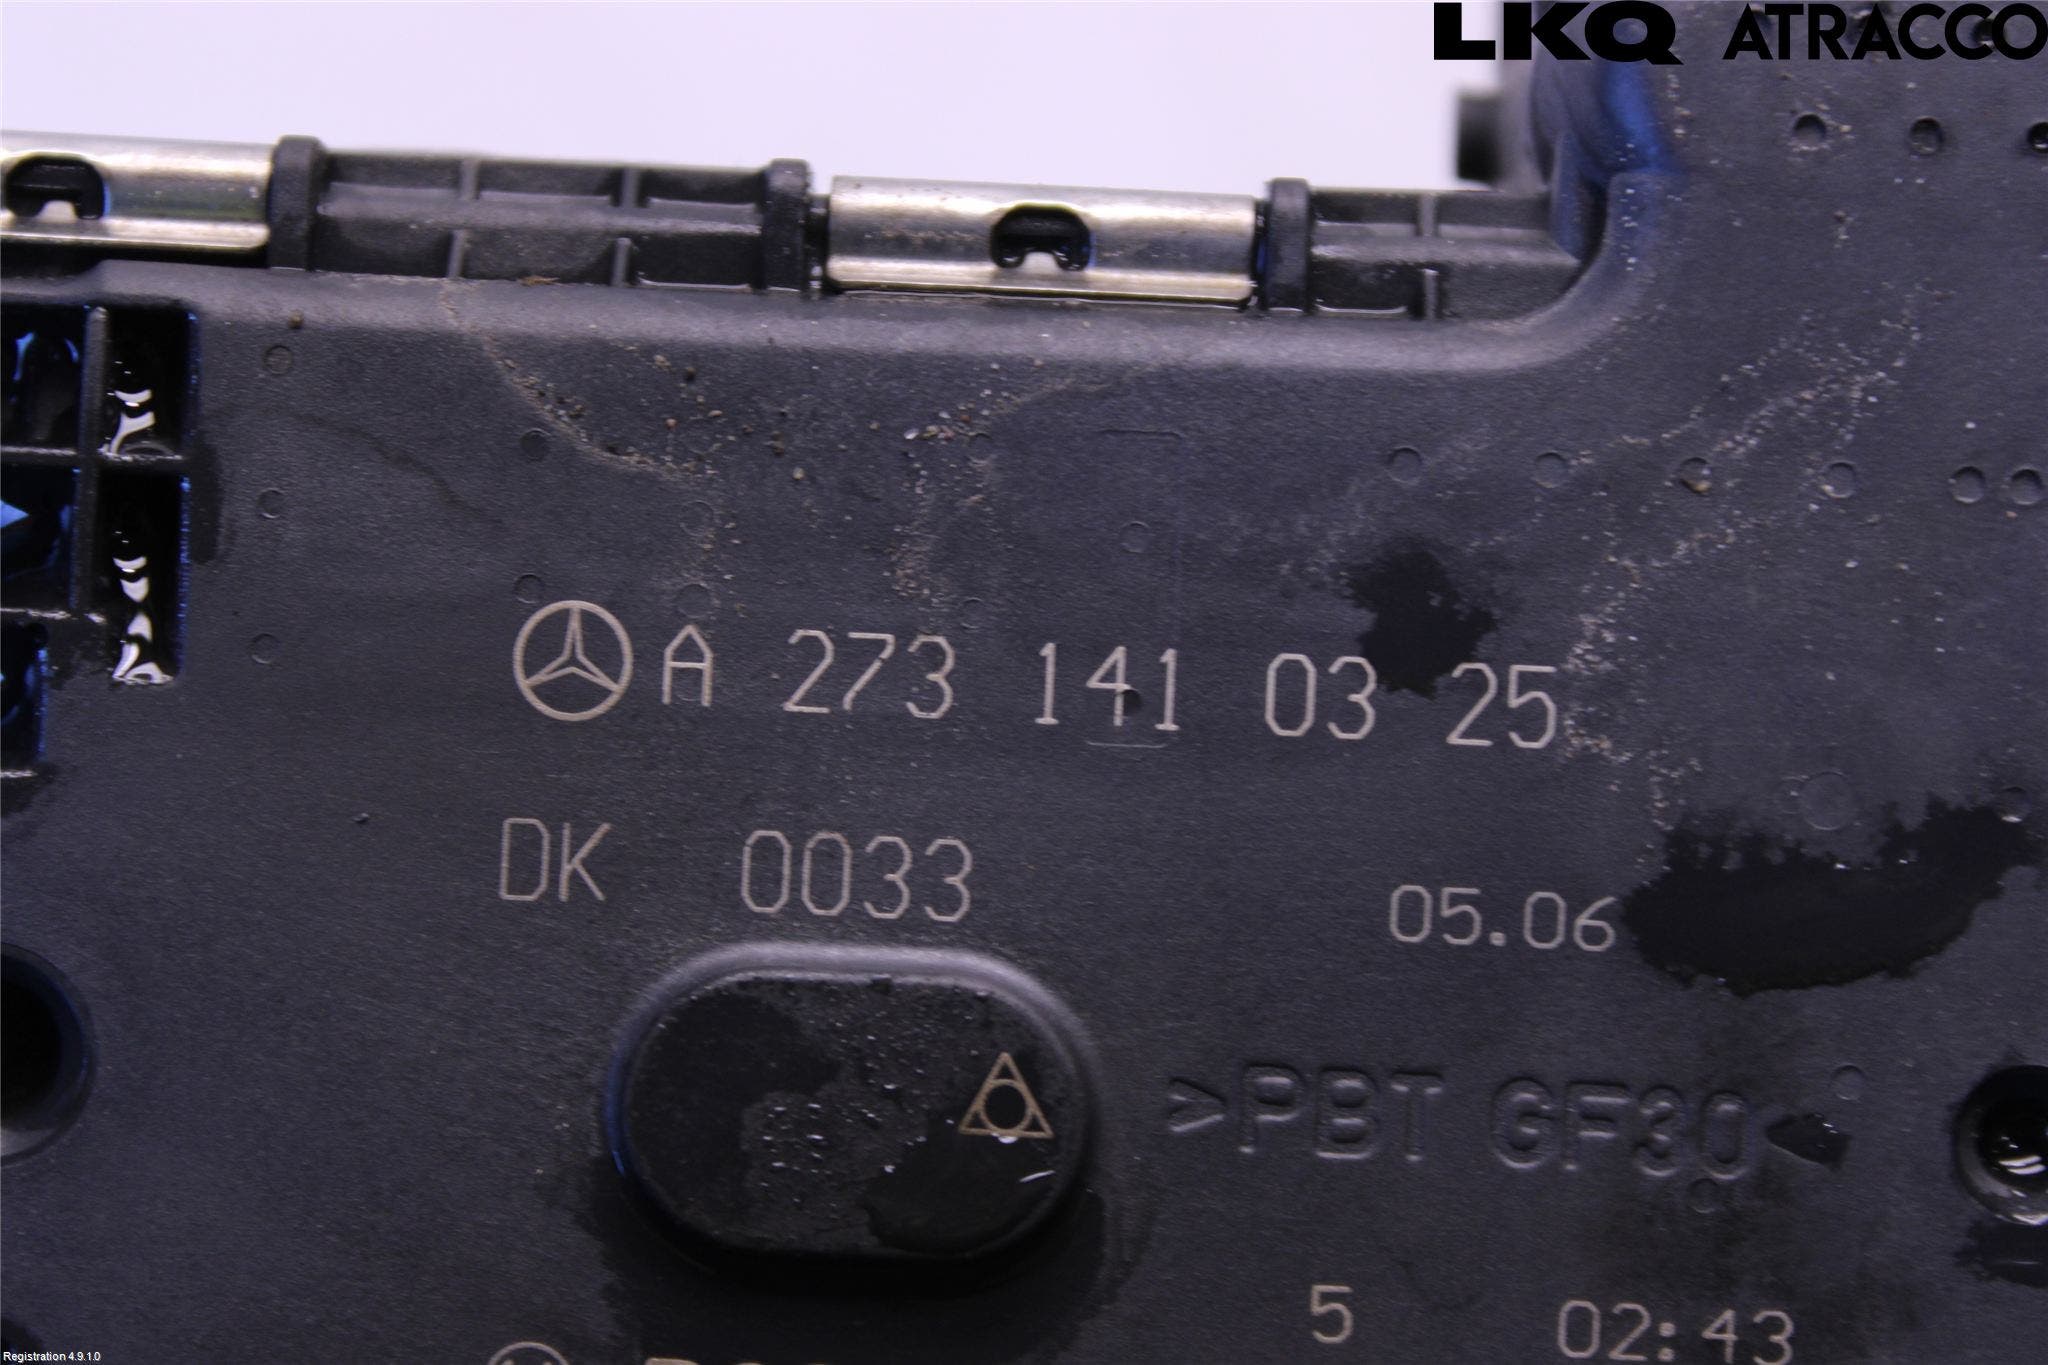 LKQ ATRACCO
A 273 141 03 25
DK 0033
05.06
>PBT GF30<
5 02:43
Registration 4.9.1.0